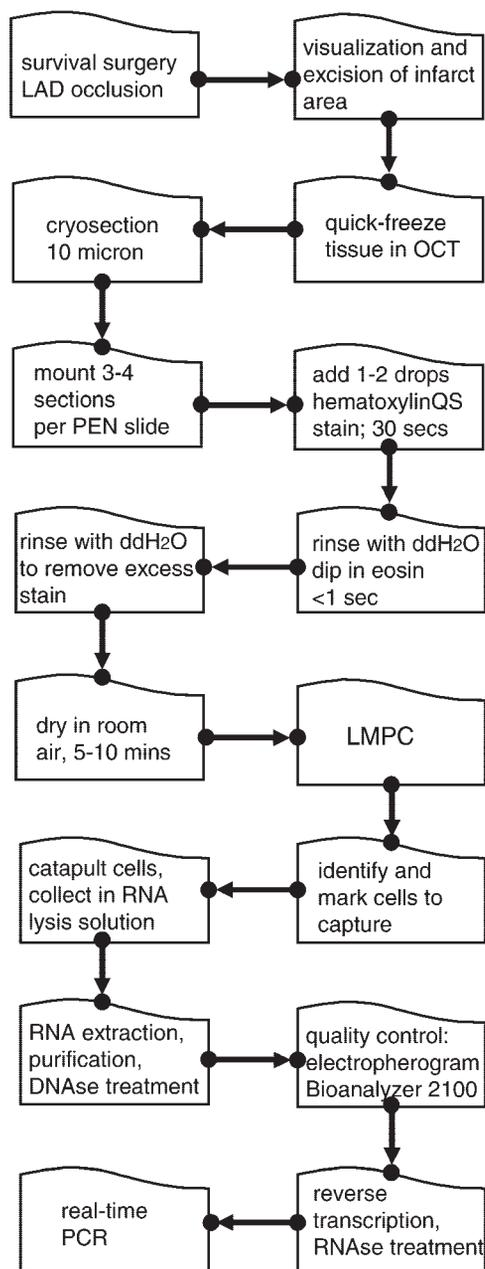 survival surgery
LAD occlusion
visualization and
excision of infarct
area
quick-freeze
tissue in OCT
cryosection
10 micron
mount 3-4
sections
per PEN slide
add 1-2 drops
hematoxylinQS
stain; 30 secs
rinse with ddH2O
dip in eosin
<1 sec
rinse with ddH2O
to remove excess
stain
dry in room
air, 5-10 mins
LMPC
identify and
mark cells to
capture
catapult cells,
collect in RNA
lysis solution
RNA extraction,
purification,
DNAse treatment
quality control:
electropherogram
Bioanalyzer 2100
reverse
transcription,
RNAse treatment
real-time
PCR